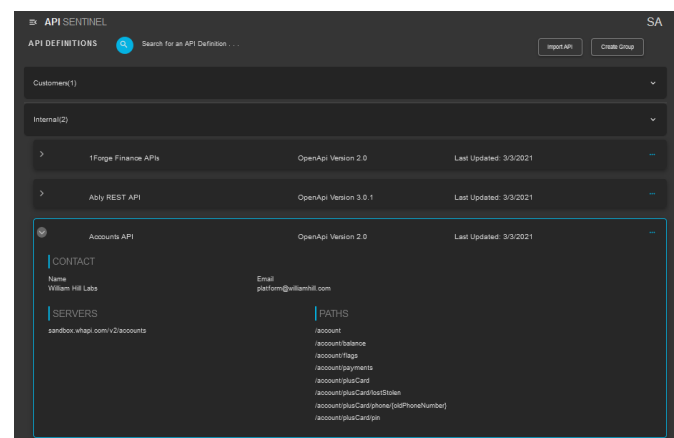 API SENTINEL
SA
API DEFINITIONS
Search for an API Definition . . .
Import API
Create Group
Customers(1)
Internal(2)
1Forge Finance APIs OpenApi Version 2.0 Last Updated: 3/3/2021 ...
Ably REST API OpenApi Version 3.0.1 Last Updated: 3/3/2021 ...
Accounts API OpenApi Version 2.0 Last Updated: 3/3/2021 ...
CONTACT
Name Email
William Hill Labs platform@williamhill.com
SERVERS
sandbox.whapi.com/v2/accounts
PATHS
/account
/account/balance
/account/flags
/account/payments
/account/plusCard
/account/plusCard/lostStolen
/account/plusCard/phone/{oldPhoneNumber}
/account/plusCard/pin